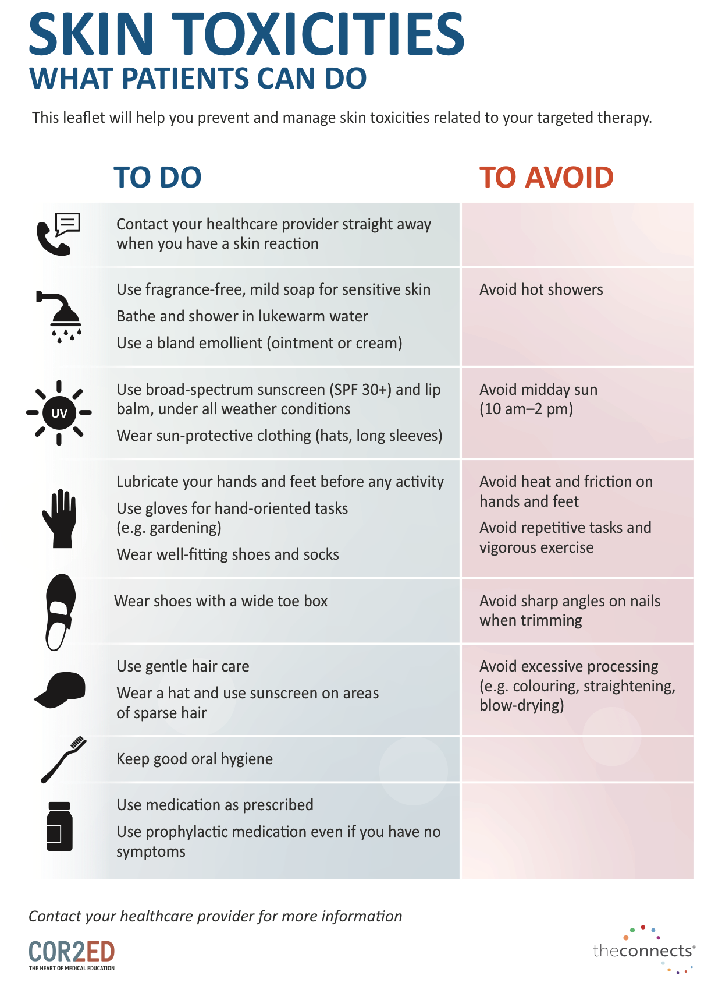 SKIN TOXICITIES
WHAT PATIENTS CAN DO
This leaflet will help you prevent and manage skin toxicities related to your targeted therapy.
TO DO
TO AVOID
Contact your healthcare provider straight away
when you have a skin reaction
Use fragrance-free, mild soap for sensitive skin
Bathe and shower in lukewarm water
Use a bland emollient (ointment or cream)
Avoid hot showers
UV
Use broad-spectrum sunscreen (SPF 30+) and lip
balm, under all weather conditions
Wear sun-protective clothing (hats, long sleeves)
Avoid midday sun
(10 am–2 pm)
Lubricate your hands and feet before any activity
Use gloves for hand-oriented tasks
(e.g. gardening)
Wear well-fitting shoes and socks
Avoid heat and friction on
hands and feet
Avoid repetitive tasks and
vigorous exercise
Wear shoes with a wide toe box
Avoid sharp angles on nails
when trimming
Use gentle hair care
Wear a hat and use sunscreen on areas
of sparse hair
Avoid excessive processing
(e.g. colouring, straightening,
blow-drying)
Keep good oral hygiene
Use medication as prescribed
Use prophylactic medication even if you have no
symptoms
Contact your healthcare provider for more information
COR2ED
THE HEART OF MEDICAL EDUCATION
theconnects®